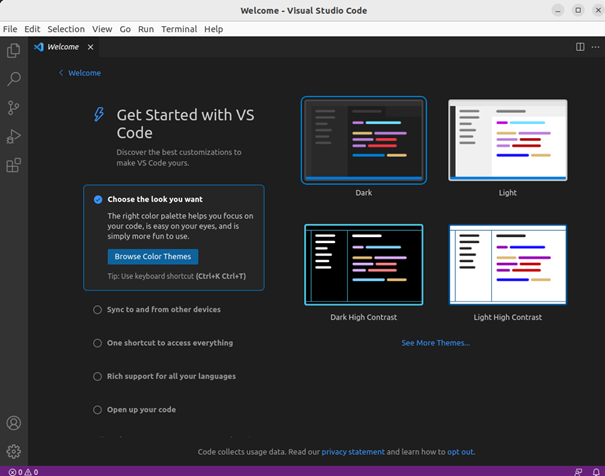 Welcome - Visual Studio Code
File Edit Selection View Go Run Terminal Help
Welcome
Welcome
Get Started with VS
Code
Discover the best customizations to
make VS Code yours.
Choose the look you want
The right color palette helps you focus on
your code, is easy on your eyes, and is
simply more fun to use.
Browse Color Themes
Tip: Use keyboard shortcut (Ctrl+K Ctrl+T)
Sync to and from other devices
One shortcut to access everything
Rich support for all your languages
Open up your code
Dark
Light
Dark High Contrast
Light High Contrast
See More Themes...
Code collects usage data. Read our privacy statement and learn how to opt out.
0 0